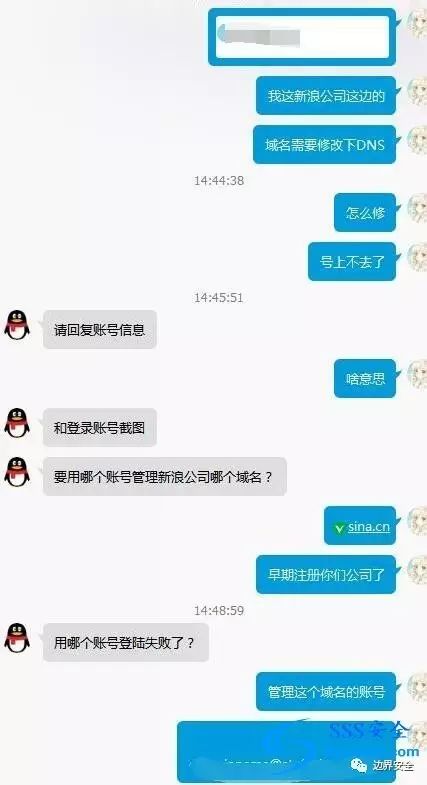 我这新浪公司这边的
域名需要修改下DNS
14:44:38
怎么修
号上不去了
14:45:51
请回复账号信息
啥意思
和登录账号截图
要用哪个账号管理新浪公司哪个域名？
sina.cn
早期注册你们公司了
14:48:59
用哪个账号登陆失败了？
管理这个域名的账号
SSS安全
边界安全